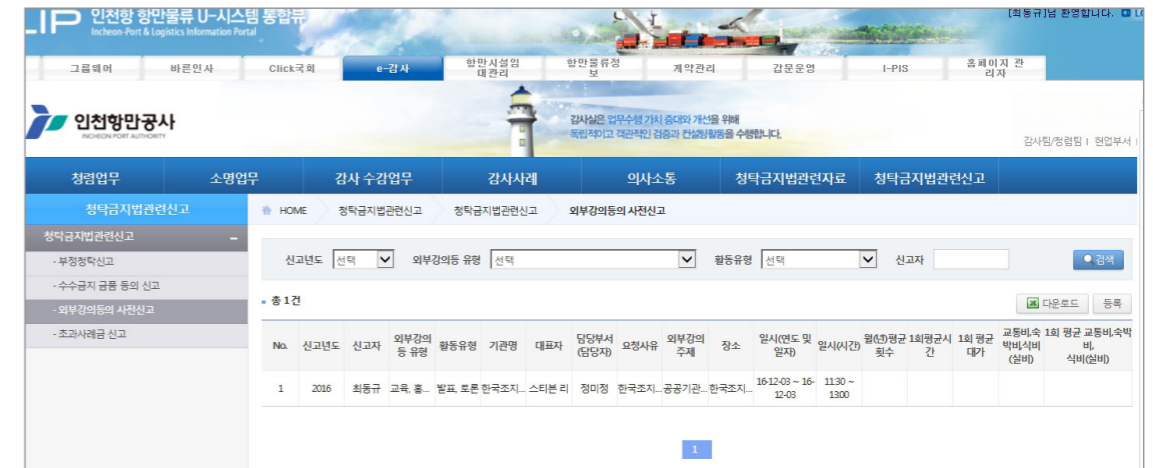 인천항 항만물류 U-시스템 통합뷰
Incheon-Port & Logistics Information Portal
[최동규]님 환영합니다.
그룹웨어 바른인사 Click국회 e-감사 항만시설임대관리 항만물류정보 계약관리 갑문운영 I-PIS 홈페이지 관리자
인천항만공사
INCHEON PORT AUTHORITY
감사실은 업무수행 가치 증대와 개선을 위해
독립적이고 객관적인 검증과 컨설팅활동을 수행합니다.
감사팀/청렴팀 | 현업부서 |
청렴업무 소명업무 감사 수감업무 감사사례 의사소통 청탁금지법관련자료 청탁금지법관련신고
청탁금지법관련신고
HOME 청탁금지법관련신고 청탁금지법관련신고 외부강의등의 사전신고
청탁금지법관련신고
- 부정청탁신고
- 수수금지 금품 등의 신고
- 외부강의등의 사전신고
- 초과사례금 신고
신고년도 선택 외부강의등 유형 선택 활동유형 선택 신고자 검색
총 1건
다운로드 등록
No. 신고년도 신고자 외부강의등 유형 활동유형 기관명 대표자 담당부서(담당자) 요청사유 외부강의 주제 장소 일시(연도 및 일자) 일시(시간) 월(년)평균 횟수 1회평균시간 1회 평균 대가 교통비,숙박비,식비(실비) 1회 평균 교통비,숙박비,식비(실비)
1 2016 최동규 교육, 홍... 발표, 토론 한국조지... 스티븐 리 정미정 한국조지... 공공기관... 한국조지... 16-12-03 ~ 16-12-03 11:30 ~ 13:00
1